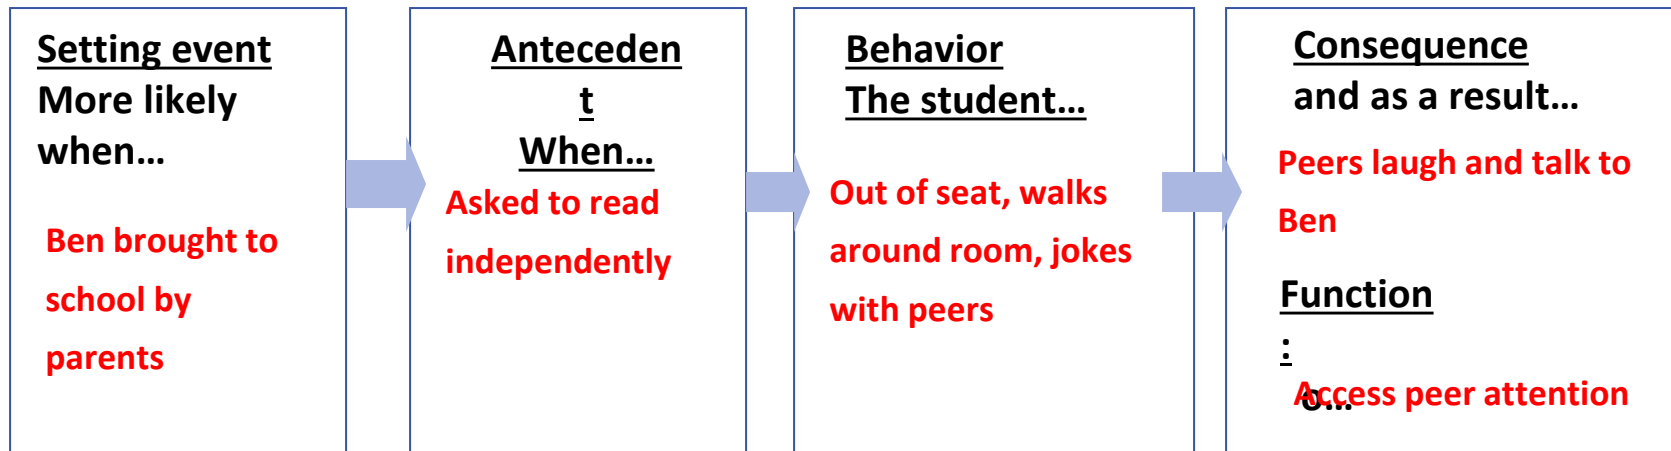 Setting event
More likely
when...
Ben brought to
school by
parents
Anteceden
t
When...
Asked to read
independently
Behavior
The student...
Out of seat, walks
around room, jokes
with peers
Consequence
and as a result...
Peers laugh and talk to
Ben
Function
:
Access peer attention